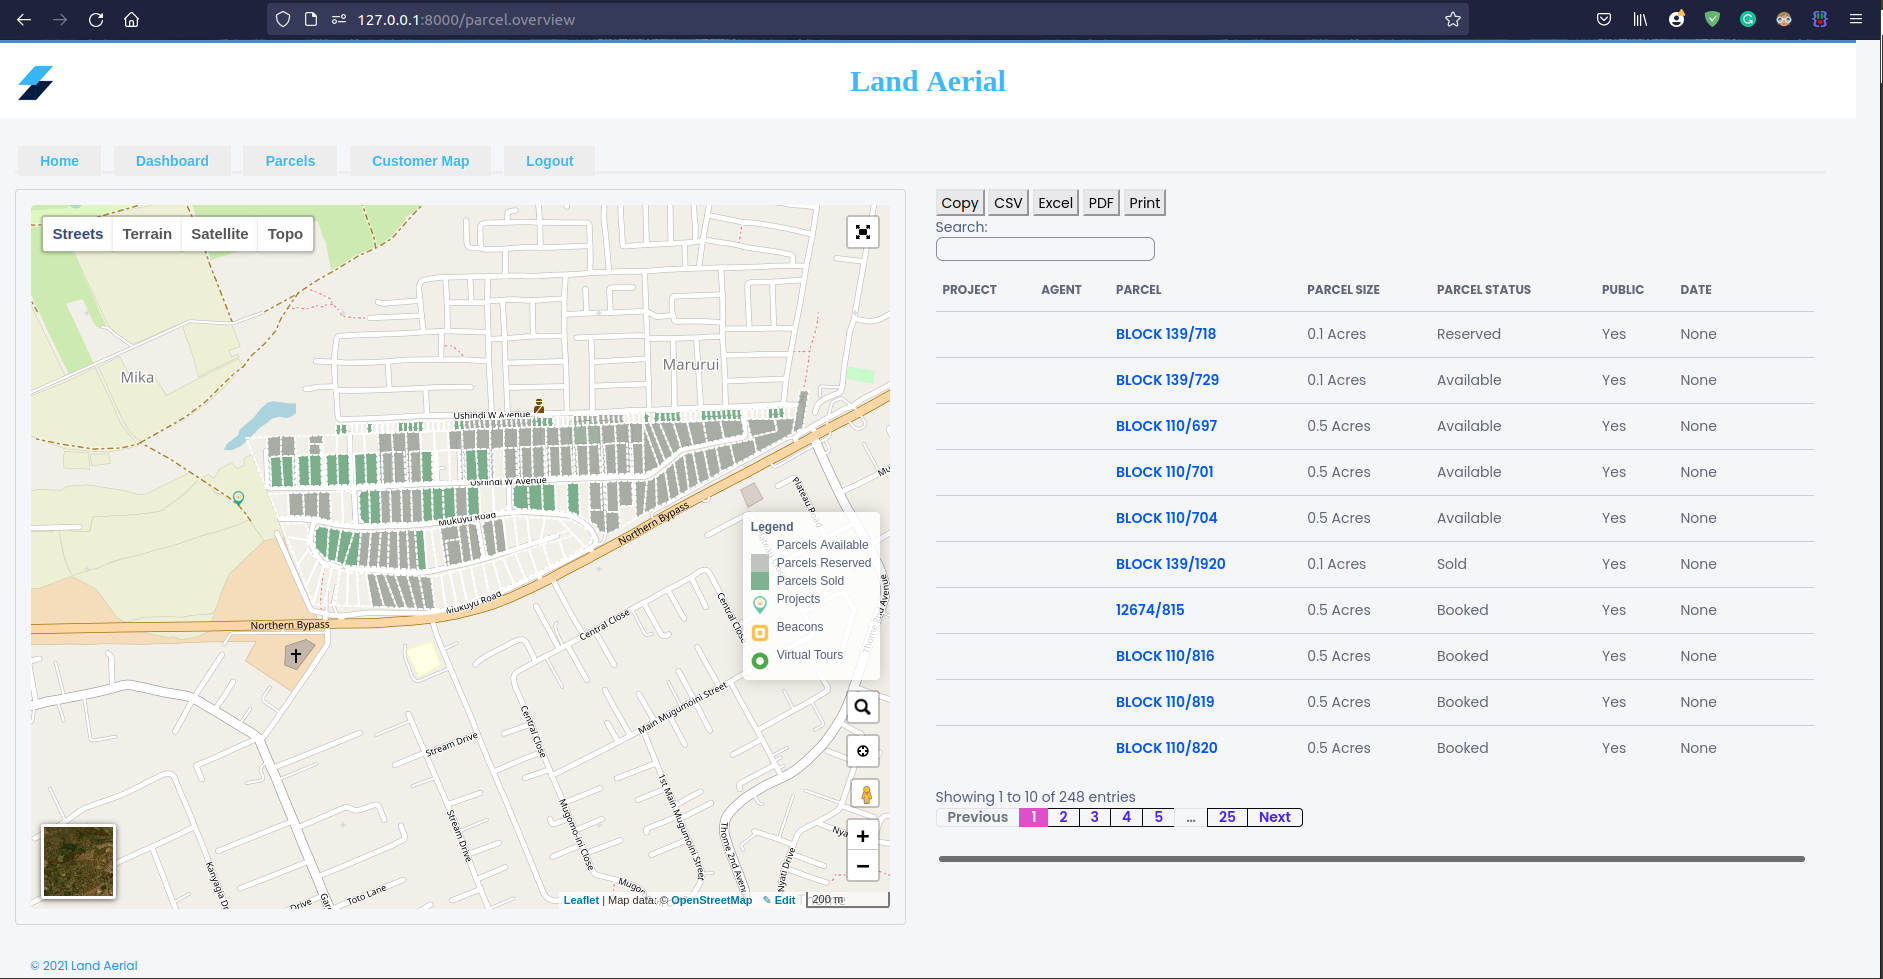 127.0.0.1:8000/parcel.overview
Land Aerial
Home Dashboard Parcels Customer Map Logout
Streets Terrain Satellite Topo
Mika
Marurui
Ushindi W Avenue
Ushindi W Avenue
Mukuyu Road
Mukuyu Road
Northern Bypass
Northern Bypass
Plateau Road
Central Close
Central Close
Central Close
Main Mugumoini Street
Stream Drive
Stream Drive
1st Main Mugumoini Street
Mugomo-ini Close
Thome 2nd Avenue
Nyati Drive
Toto Lane
Drive
Legend
Parcels Available
Parcels Reserved
Parcels Sold
Projects
Beacons
Virtual Tours
+
−
Leaflet | Map data: © OpenStreetMap ✎ Edit
200 m
Copy CSV Excel PDF Print
Search:
PROJECT AGENT PARCEL PARCEL SIZE PARCEL STATUS PUBLIC DATE
BLOCK 139/718 0.1 Acres Reserved Yes None
BLOCK 139/729 0.1 Acres Available Yes None
BLOCK 110/697 0.5 Acres Available Yes None
BLOCK 110/701 0.5 Acres Available Yes None
BLOCK 110/704 0.5 Acres Available Yes None
BLOCK 139/1920 0.1 Acres Sold Yes None
12674/815 0.5 Acres Booked Yes None
BLOCK 110/816 0.5 Acres Booked Yes None
BLOCK 110/819 0.5 Acres Booked Yes None
BLOCK 110/820 0.5 Acres Booked Yes None
Showing 1 to 10 of 248 entries
Previous 1 2 3 4 5 ... 25 Next
© 2021 Land Aerial